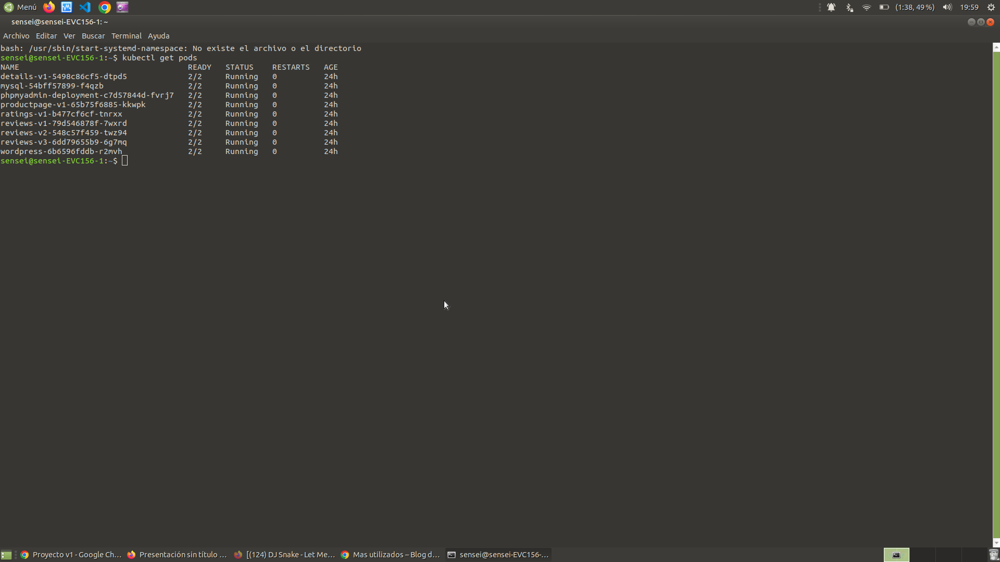 Menú (1:38, 49%) 19:59
sensei@sensei-EVC156-1: ~
Archivo Editar Ver Buscar Terminal Ayuda
bash: /usr/sbin/start-systemd-namespace: No existe el archivo o el directorio
sensei@sensei-EVC156-1:~$ kubectl get pods
NAME READY STATUS RESTARTS AGE
details-v1-5498c86cf5-dtpd5 2/2 Running 0 24h
mysql-54bff57899-f4qzb 2/2 Running 0 24h
phpmyadmin-deployment-c7d57844d-fvrj7 2/2 Running 0 24h
productpage-v1-65b75f6885-kkwpk 2/2 Running 0 24h
ratings-v1-b477cf6cf-tnrxx 2/2 Running 0 24h
reviews-v1-79d546878f-7wxrd 2/2 Running 0 24h
reviews-v2-548c57f459-twz94 2/2 Running 0 24h
reviews-v3-6dd79655b9-6g7mq 2/2 Running 0 24h
wordpress-6b6596fddb-r2mvh 2/2 Running 0 24h
sensei@sensei-EVC156-1:~$
Proyecto v1 - Google Ch... Presentación sin título ... [(124) DJ Snake - Let Me... Mas utilizados – Blog d... sensei@sensei-EVC156-...